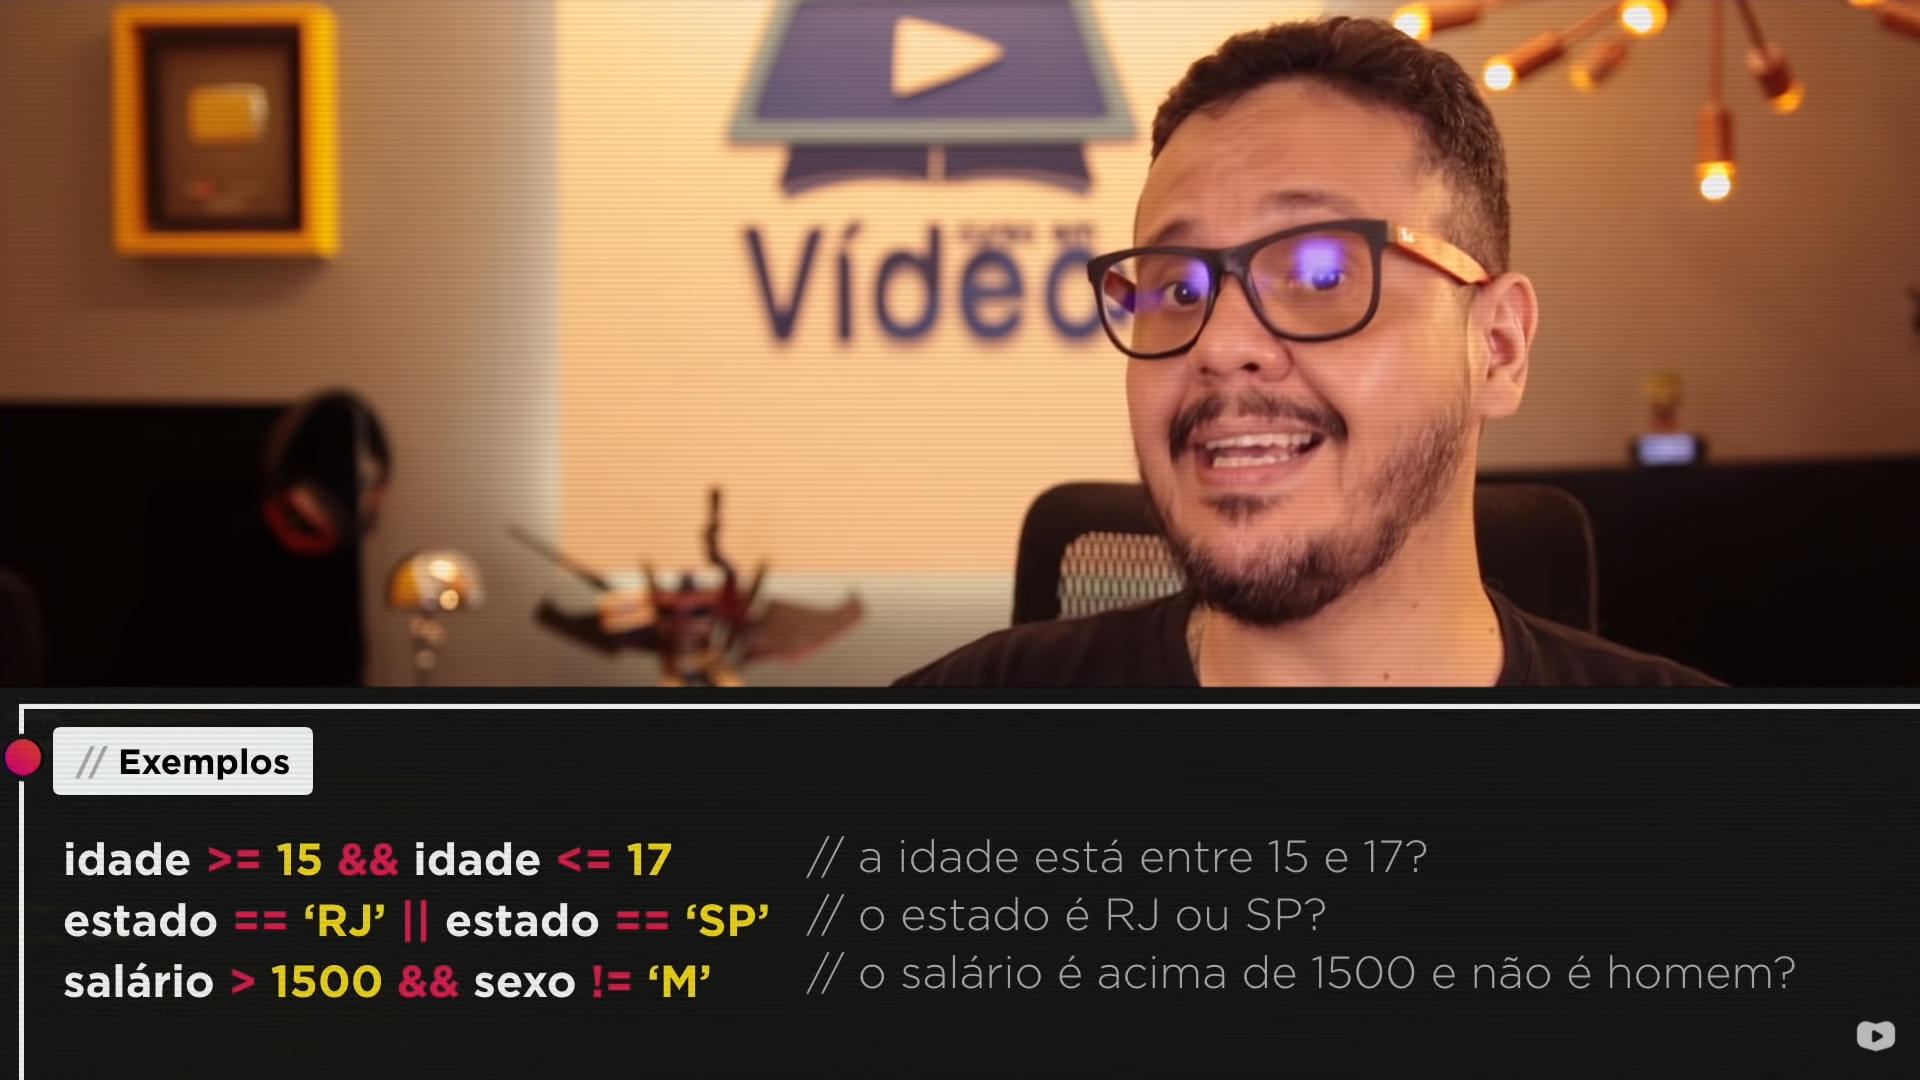 Vídeo
// Exemplos
idade >= 15 && idade <= 17 // a idade está entre 15 e 17?
estado == ‘RJ’ || estado == ‘SP’ // o estado é RJ ou SP?
salário > 1500 && sexo != ‘M’ // o salário é acima de 1500 e não é homem?